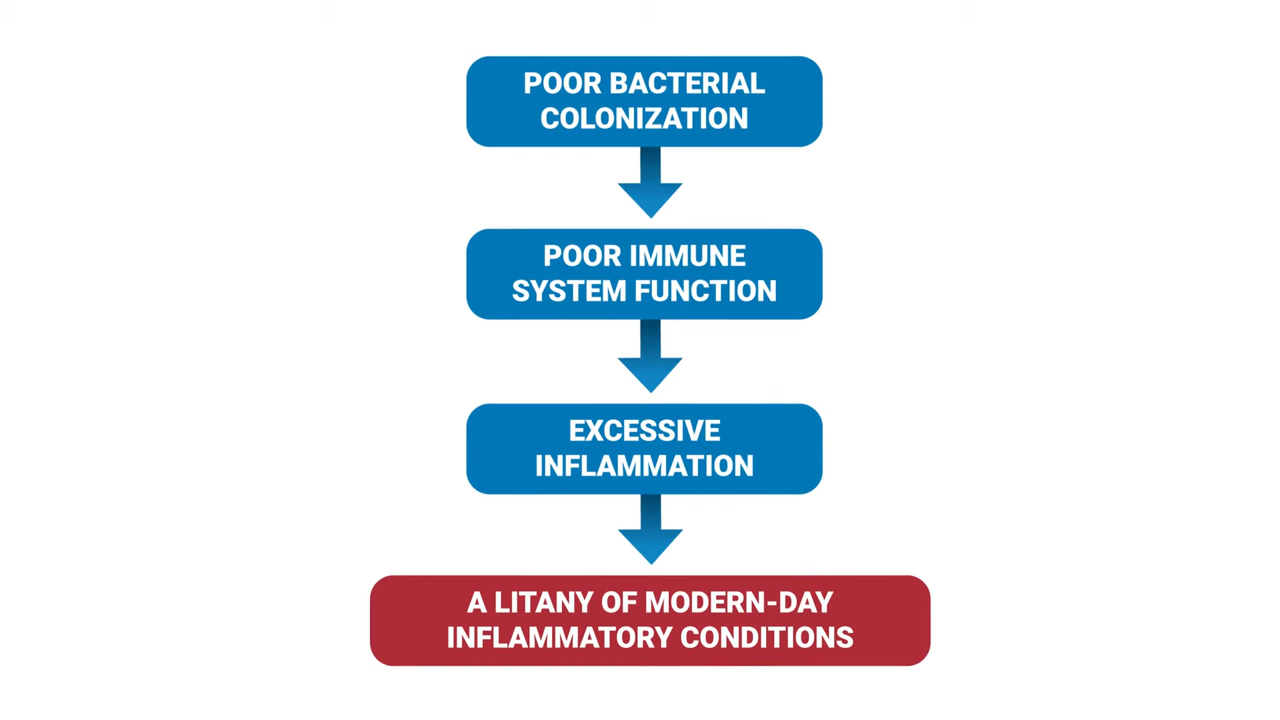 POOR BACTERIAL
COLONIZATION
POOR IMMUNE
SYSTEM FUNCTION
EXCESSIVE
INFLAMMATION
A LITANY OF MODERN-DAY
INFLAMMATORY CONDITIONS